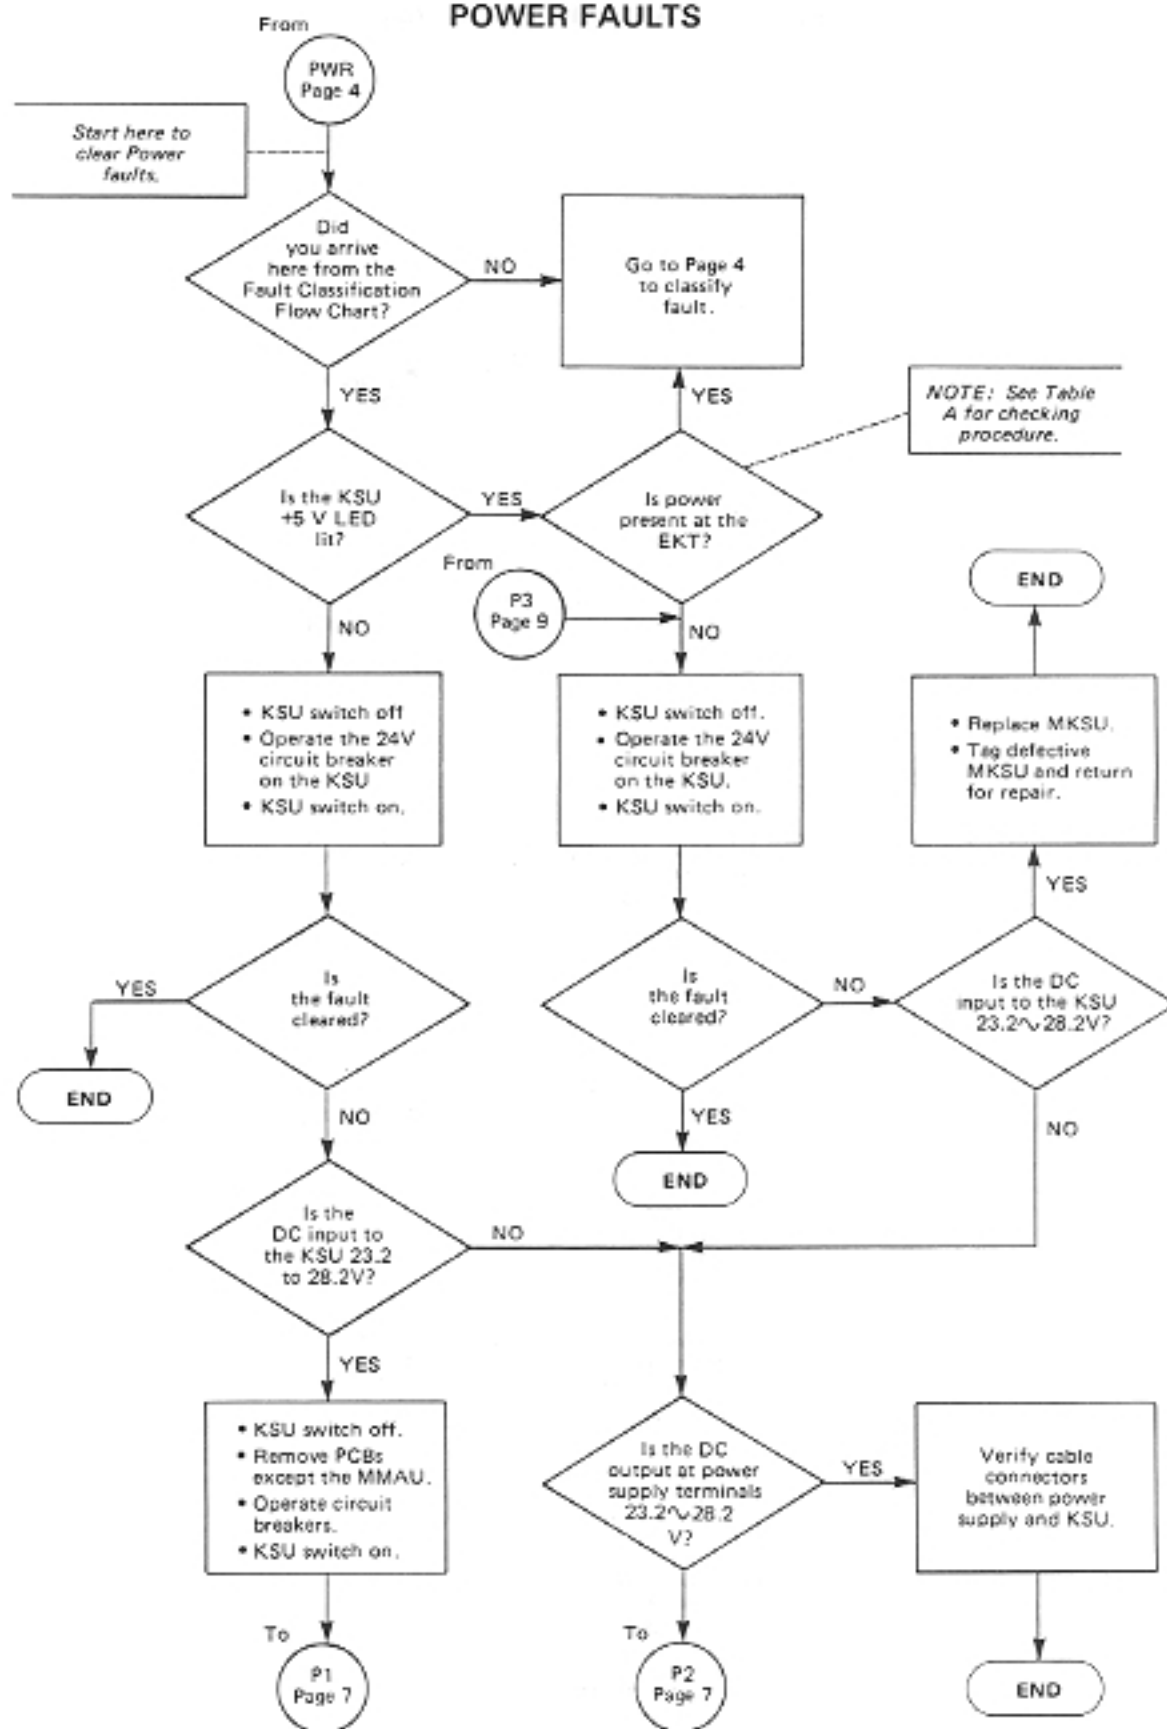 POWER FAULTS
From
PWR
Page 4
Start here to
clear Power
faults.
Did
you arrive
here from the
Fault Classification
Flow Chart?
NO
Go to Page 4
to classify
fault.
YES
YES
NOTE: See Table
A for checking
procedure.
Is the KSU
+5 V LED
lit?
YES
Is power
present at the
EKT?
From
P3
Page 9
END
NO
NO
• KSU switch off
• Operate the 24V
circuit breaker
on the KSU
• KSU switch on.
• KSU switch off.
• Operate the 24V
circuit breaker
on the KSU.
• KSU switch on.
• Replace MKSU.
• Tag defective
MKSU and return
for repair.
YES
YES
Is
the fault
cleared?
Is
the fault
cleared?
NO
Is the DC
input to the KSU
23.2∿28.2V?
END
NO
YES
NO
END
Is the
DC input to
the KSU 23.2
to 28.2V?
NO
YES
• KSU switch off.
• Remove PCBs
except the MMAU.
• Operate circuit
breakers.
• KSU switch on.
Is the DC
output at power
supply terminals
23.2∿28.2
V?
YES
Verify cable
connectors
between power
supply and KSU.
To
P1
Page 7
To
P2
Page 7
END